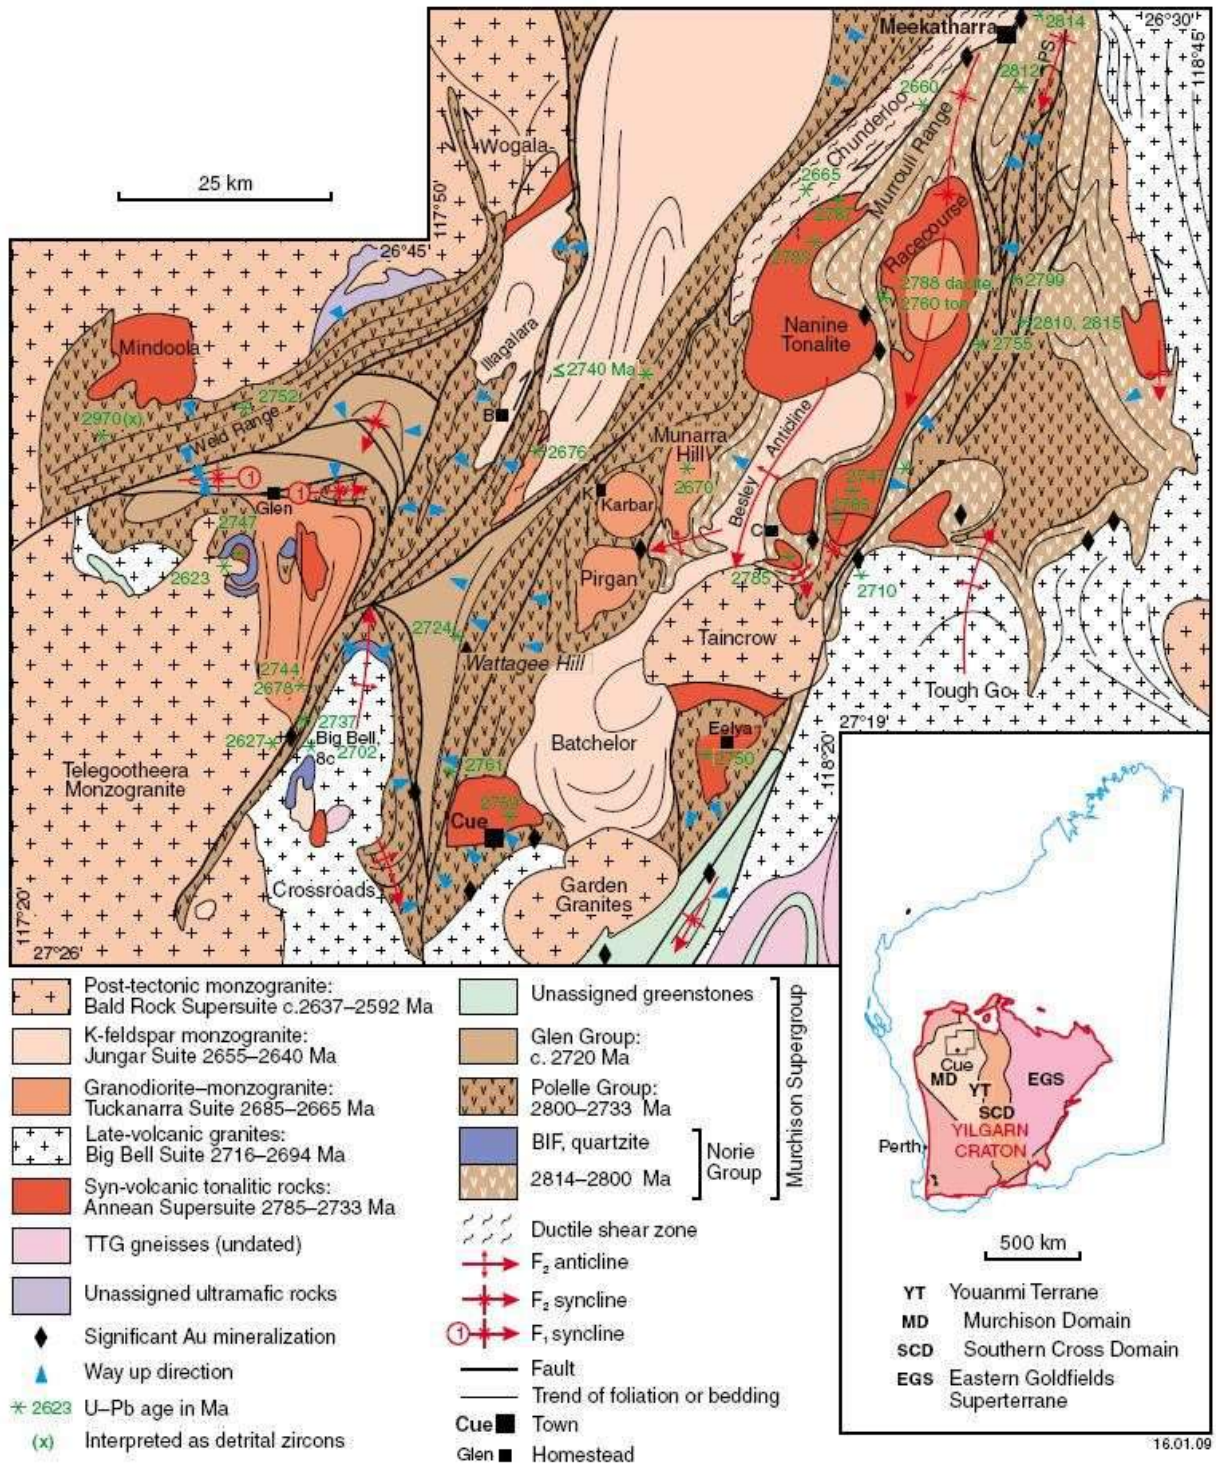 Meekatharra
2814
26°30'
118°45'
PS
2812
2660
Chunderloo
Murrouli Range
Wogala
25 km
117°50'
2665
2787
Racecourse
26°45'
2788 dacite,
2760 ton
2799
Mindoola
Nanine
Tonalite
2810, 2815
2755
Illagalara
≤2740 Ma
2752
2970(x)
Weld Range
B
Anticline
Munarra
Hill
2676
2747
2670
Besley
K
Karbar
Glen
1
1
C
2747
2623
Pirgan
2785
2710
2724
Taincrow
Wattagee Hill
2744
2678
Tough Go
2737
27°19'
118°20'
2627
Big Bell,
8c
2702
Eelya
Batchelor
Telegootheera
Monzogranite
2761
Cue
Crossroads
Garden
Granites
117°20'
27°26'
Post-tectonic monzogranite:
Bald Rock Supersuite c.2637–2592 Ma
K-feldspar monzogranite:
Jungar Suite 2655–2640 Ma
Granodiorite–monzogranite:
Tuckanarra Suite 2685–2665 Ma
Late-volcanic granites:
Big Bell Suite 2716–2694 Ma
Syn-volcanic tonalitic rocks:
Annean Supersuite 2785–2733 Ma
TTG gneisses (undated)
Unassigned ultramafic rocks
Significant Au mineralization
Way up direction
2623 U–Pb age in Ma
(x) Interpreted as detrital zircons
Unassigned greenstones
Glen Group:
c. 2720 Ma
Polelle Group:
2800–2733 Ma
BIF, quartzite
2814–2800 Ma
Norie
Group
Murchison Supergroup
Ductile shear zone
F₂ anticline
F₂ syncline
1 F₁ syncline
Fault
Trend of foliation or bedding
Cue Town
Glen Homestead
Cue
MD
YT
EGS
SCD
YILGARN
CRATON
Perth
500 km
YT Youanmi Terrane
MD Murchison Domain
SCD Southern Cross Domain
EGS Eastern Goldfields
Superterrane
16.01.09